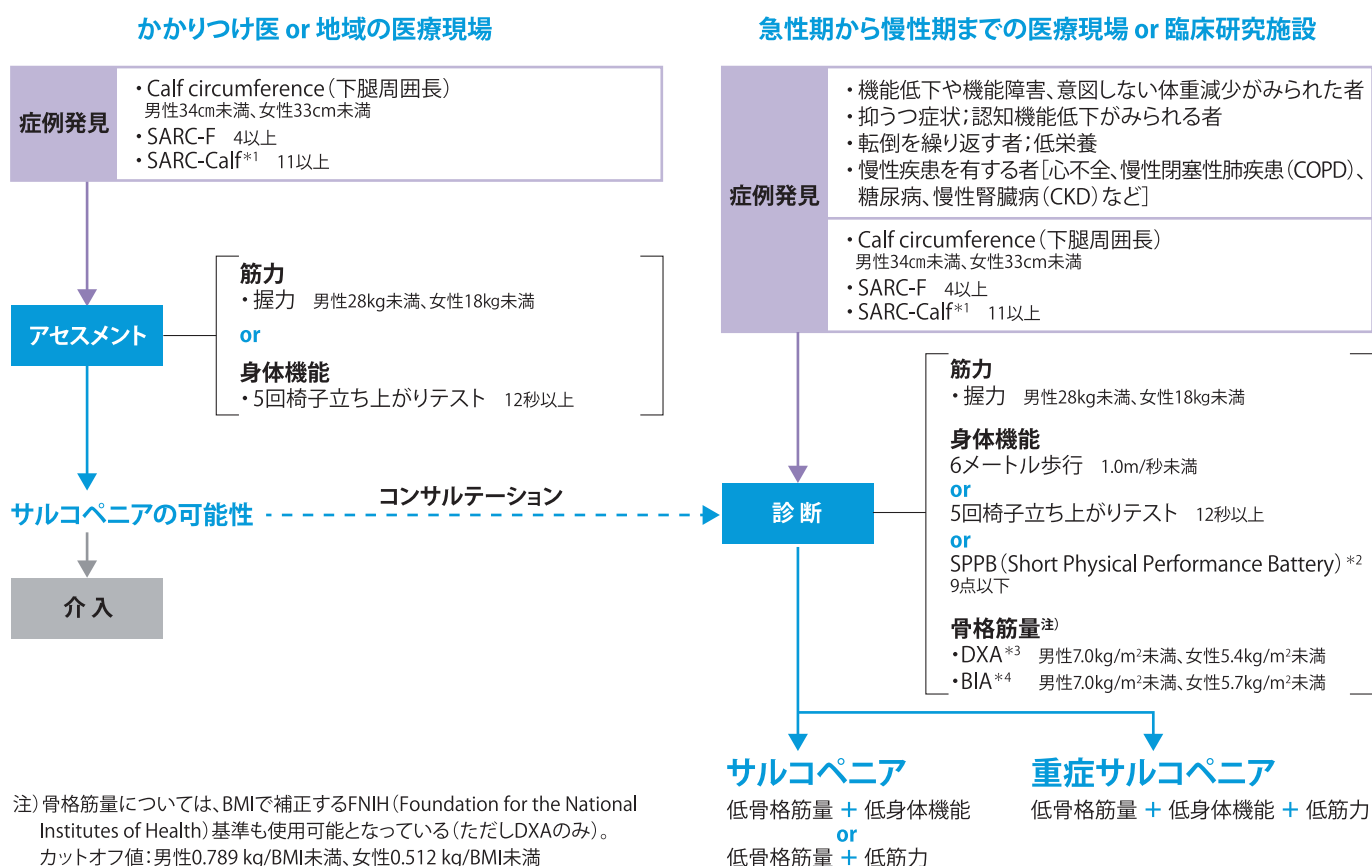 かかりつけ医 or 地域の医療現場
症例発見
・Calf circumference（下腿周囲長）
男性34㎝未満、女性33cm未満
・SARC-F 4以上
・SARC-Calf*1 11以上
アセスメント
筋力
・握力 男性28kg未満、女性18kg未満
or
身体機能
・5回椅子立ち上がりテスト 12秒以上
サルコペニアの可能性
コンサルテーション
介入
急性期から慢性期までの医療現場 or 臨床研究施設
症例発見
・機能低下や機能障害、意図しない体重減少がみられた者
・抑うつ症状；認知機能低下がみられる者
・転倒を繰り返す者；低栄養
・慢性疾患を有する者［心不全、慢性閉塞性肺疾患（COPD）、
糖尿病、慢性腎臓病（CKD）など］
・Calf circumference（下腿周囲長）
男性34㎝未満、女性33cm未満
・SARC-F 4以上
・SARC-Calf*1 11以上
診断
筋力
・握力 男性28kg未満、女性18kg未満
身体機能
6メートル歩行 1.0m/秒未満
or
5回椅子立ち上がりテスト 12秒以上
or
SPPB（Short Physical Performance Battery）*2
9点以下
骨格筋量注）
・DXA*3 男性7.0kg/m²未満、女性5.4kg/m²未満
・BIA*4 男性7.0kg/m²未満、女性5.7kg/m²未満
サルコペニア
低骨格筋量 + 低身体機能
or
低骨格筋量 + 低筋力
重症サルコペニア
低骨格筋量 + 低身体機能 + 低筋力
注）骨格筋量については、BMIで補正するFNIH（Foundation for the National
Institutes of Health）基準も使用可能となっている（ただしDXAのみ）。
カットオフ値：男性0.789 kg/BMI未満、女性0.512 kg/BMI未満